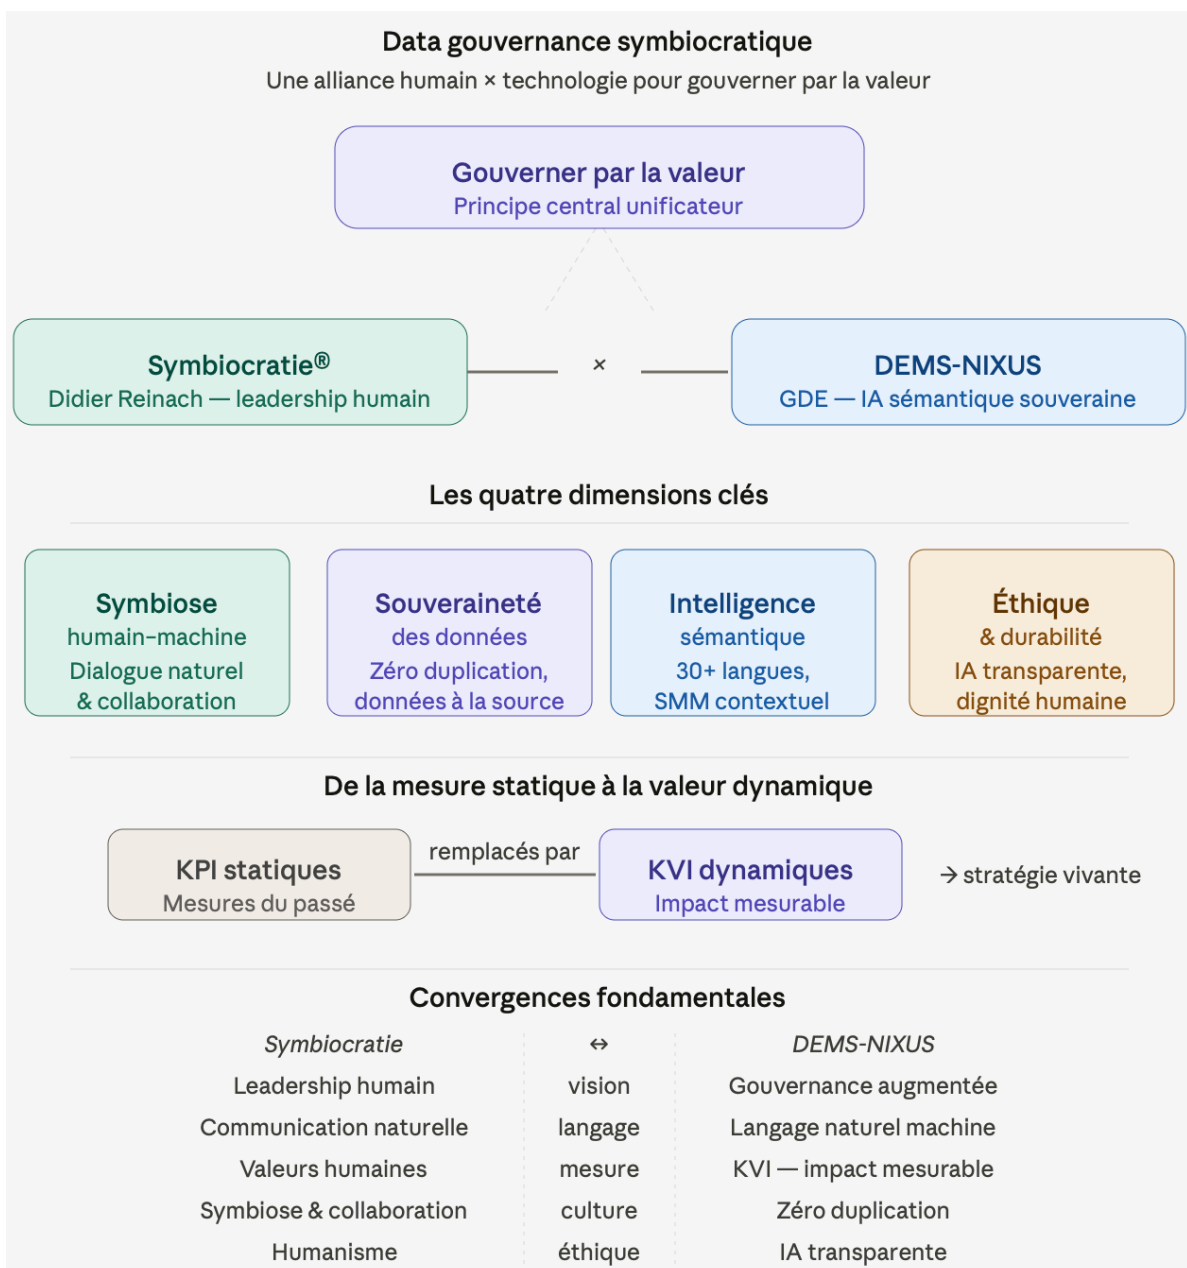 Data gouvernance symbiocratique
Une alliance humain × technologie pour gouverner par la valeur
Gouverner par la valeur
Principe central unificateur
Symbiocratie®
Didier Reinach — leadership humain
×
DEMS-NIXUS
GDE — IA sémantique souveraine
Les quatre dimensions clés
Symbiose
humain-machine
Dialogue naturel
& collaboration
Souveraineté
des données
Zéro duplication,
données à la source
Intelligence
sémantique
30+ langues,
SMM contextuel
Éthique
& durabilité
IA transparente,
dignité humaine
De la mesure statique à la valeur dynamique
KPI statiques
Mesures du passé
remplacés par
KVI dynamiques
Impact mesurable
→ stratégie vivante
Convergences fondamentales
Symbiocratie ↔ DEMS-NIXUS
Leadership humain vision Gouvernance augmentée
Communication naturelle langage Langage naturel machine
Valeurs humaines mesure KVI — impact mesurable
Symbiose & collaboration culture Zéro duplication
Humanisme éthique IA transparente